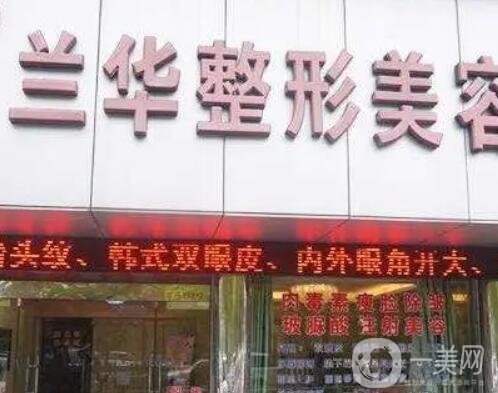 兰华整形美容
抬头纹、韩式双眼皮、内外眼角开大、
肉毒素瘦脸除皱
玻尿酸注射美容
一美网